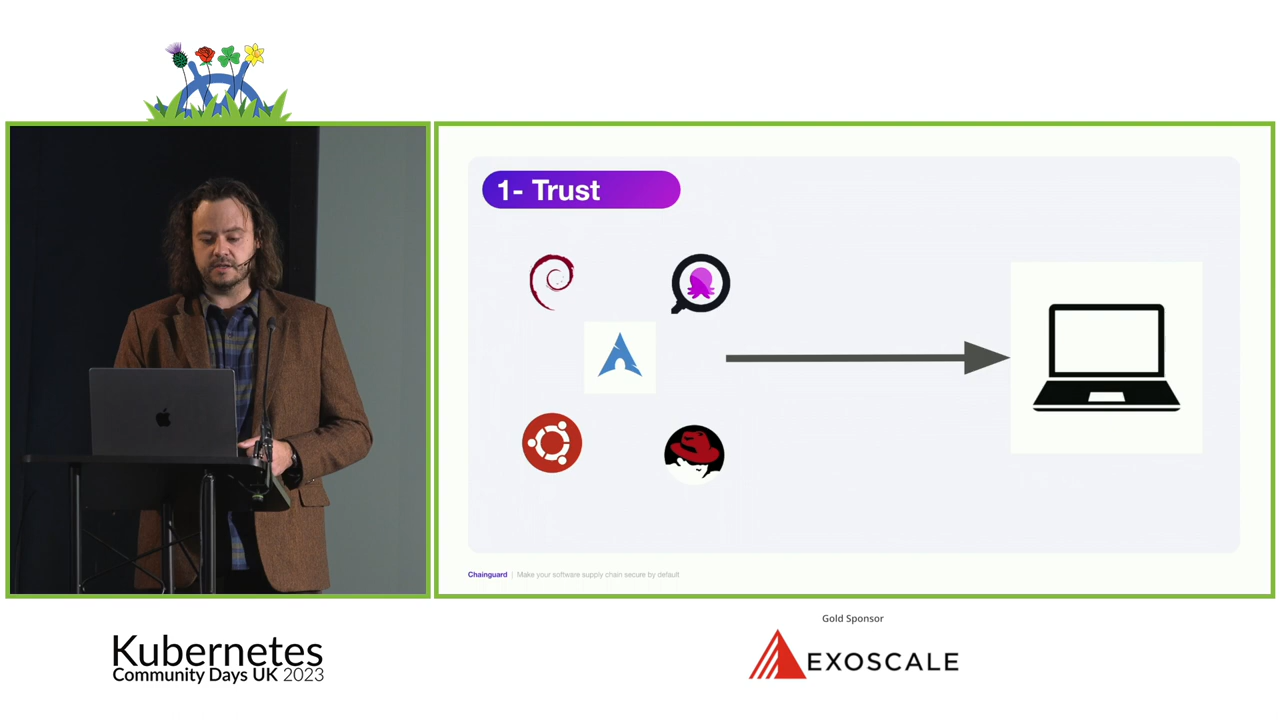 1- Trust
Chainguard | Make your software supply chain secure by default
Kubernetes
Community Days UK 2023
Gold Sponsor
EXOSCALE